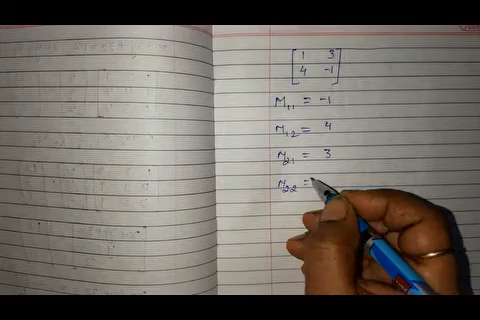 [1 3
4 -1]
M₁₁ = -1
M₁₂ = 4
M₂₁ = 3
M₂₂ =